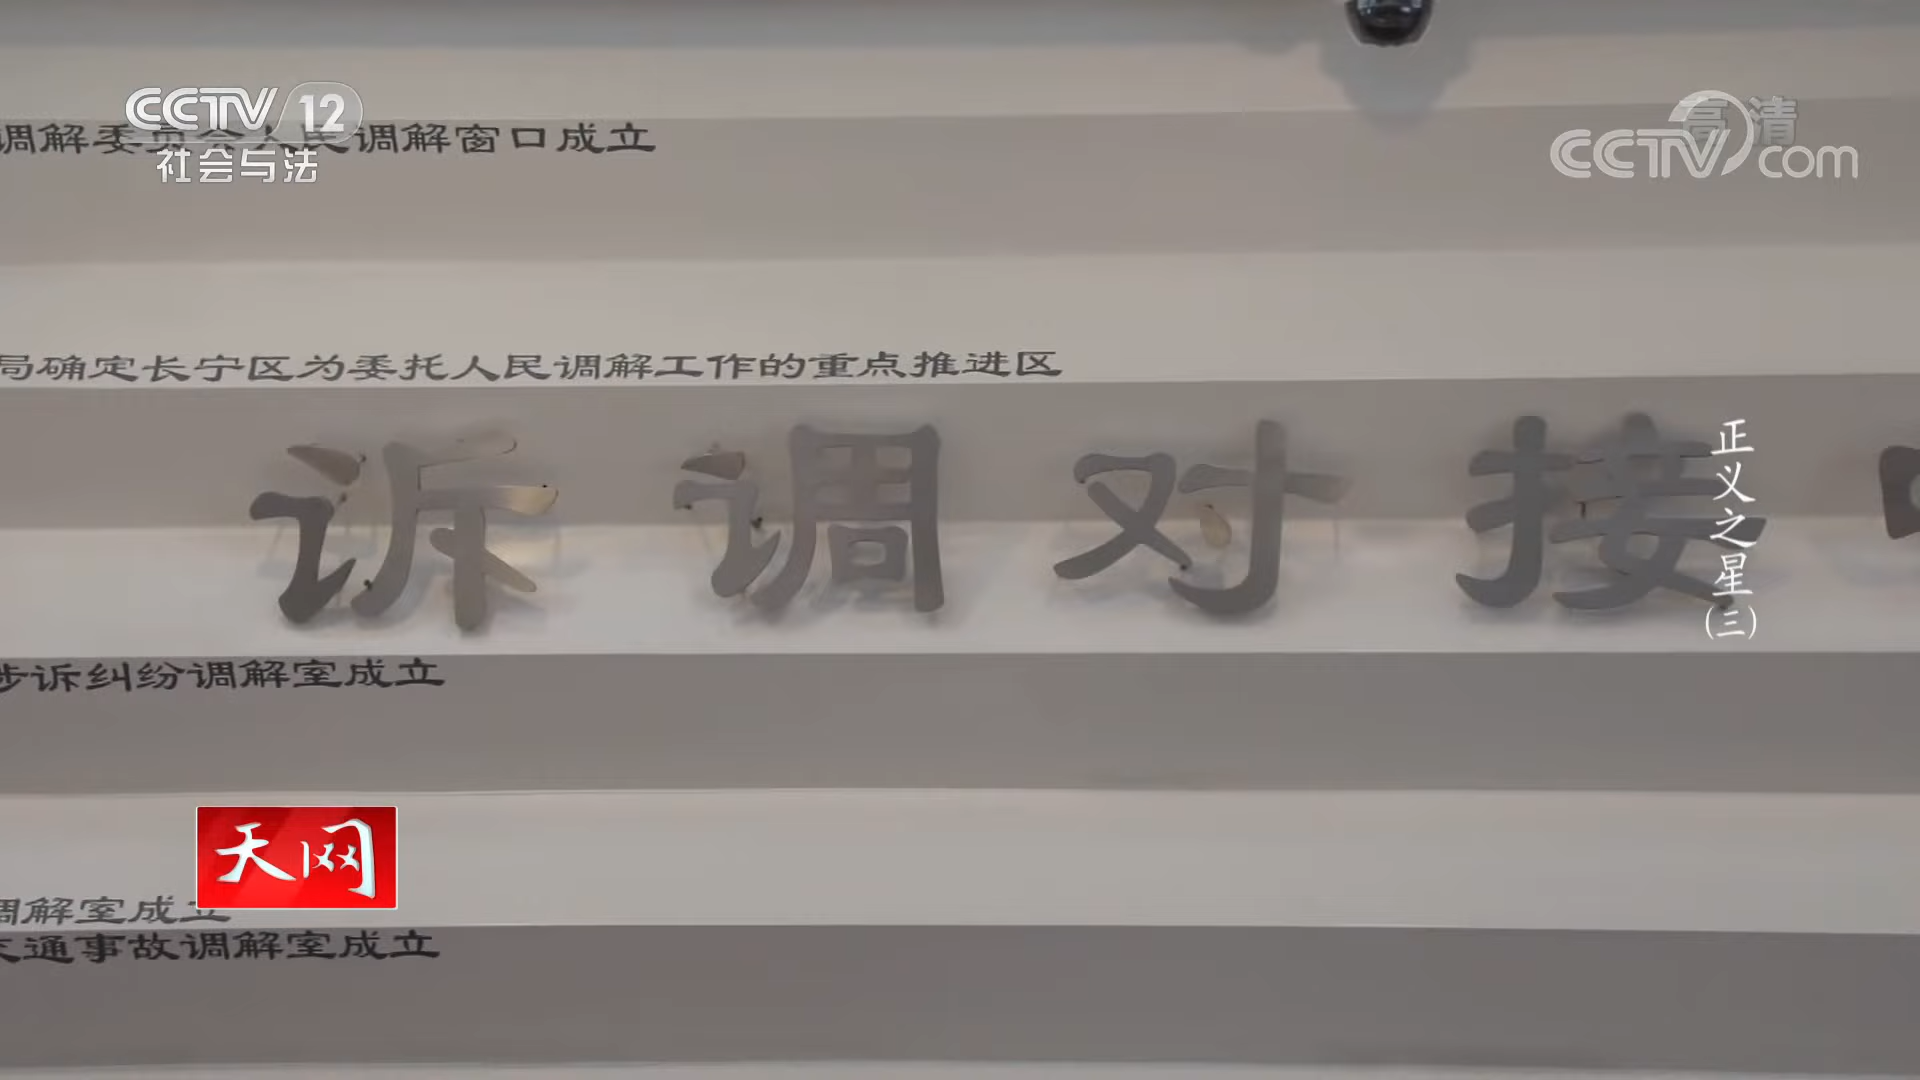 CCTV 12
社会与法
高清
CCTV com
调解委员会人民调解窗口成立
局确定长宁区为委托人民调解工作的重点推进区
诉调对接
正义之星(三)
涉诉纠纷调解室成立
天网
调解室成立
交通事故调解室成立